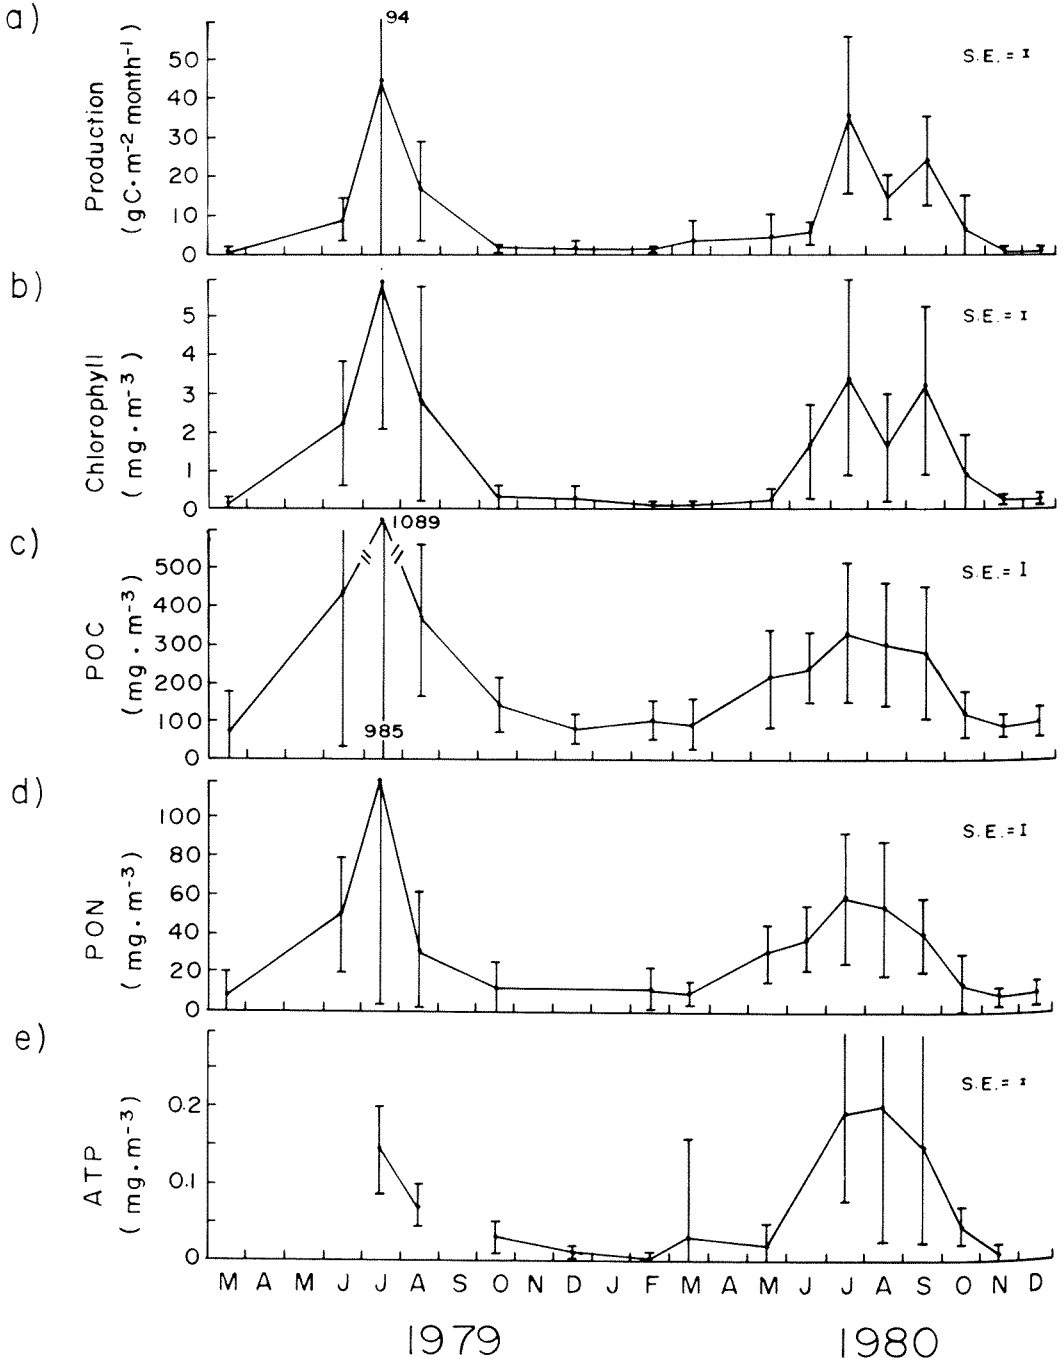 a)
94
50
40
30
20
10
0
Production
(gC·m-2 month-1)
S.E.= I
b)
5
4
3
2
1
0
Chlorophyll
(mg·m-3)
S.E.= I
c)
1089
500
400
300
200
100
0
985
POC
(mg·m-3)
S.E.= I
d)
100
80
60
40
20
0
PON
(mg·m-3)
S.E.= I
e)
0.2
0.1
0
ATP
(mg·m-3)
S.E.= I
M A M J J A S O N D J F M A M J J A S O N D
1979 1980